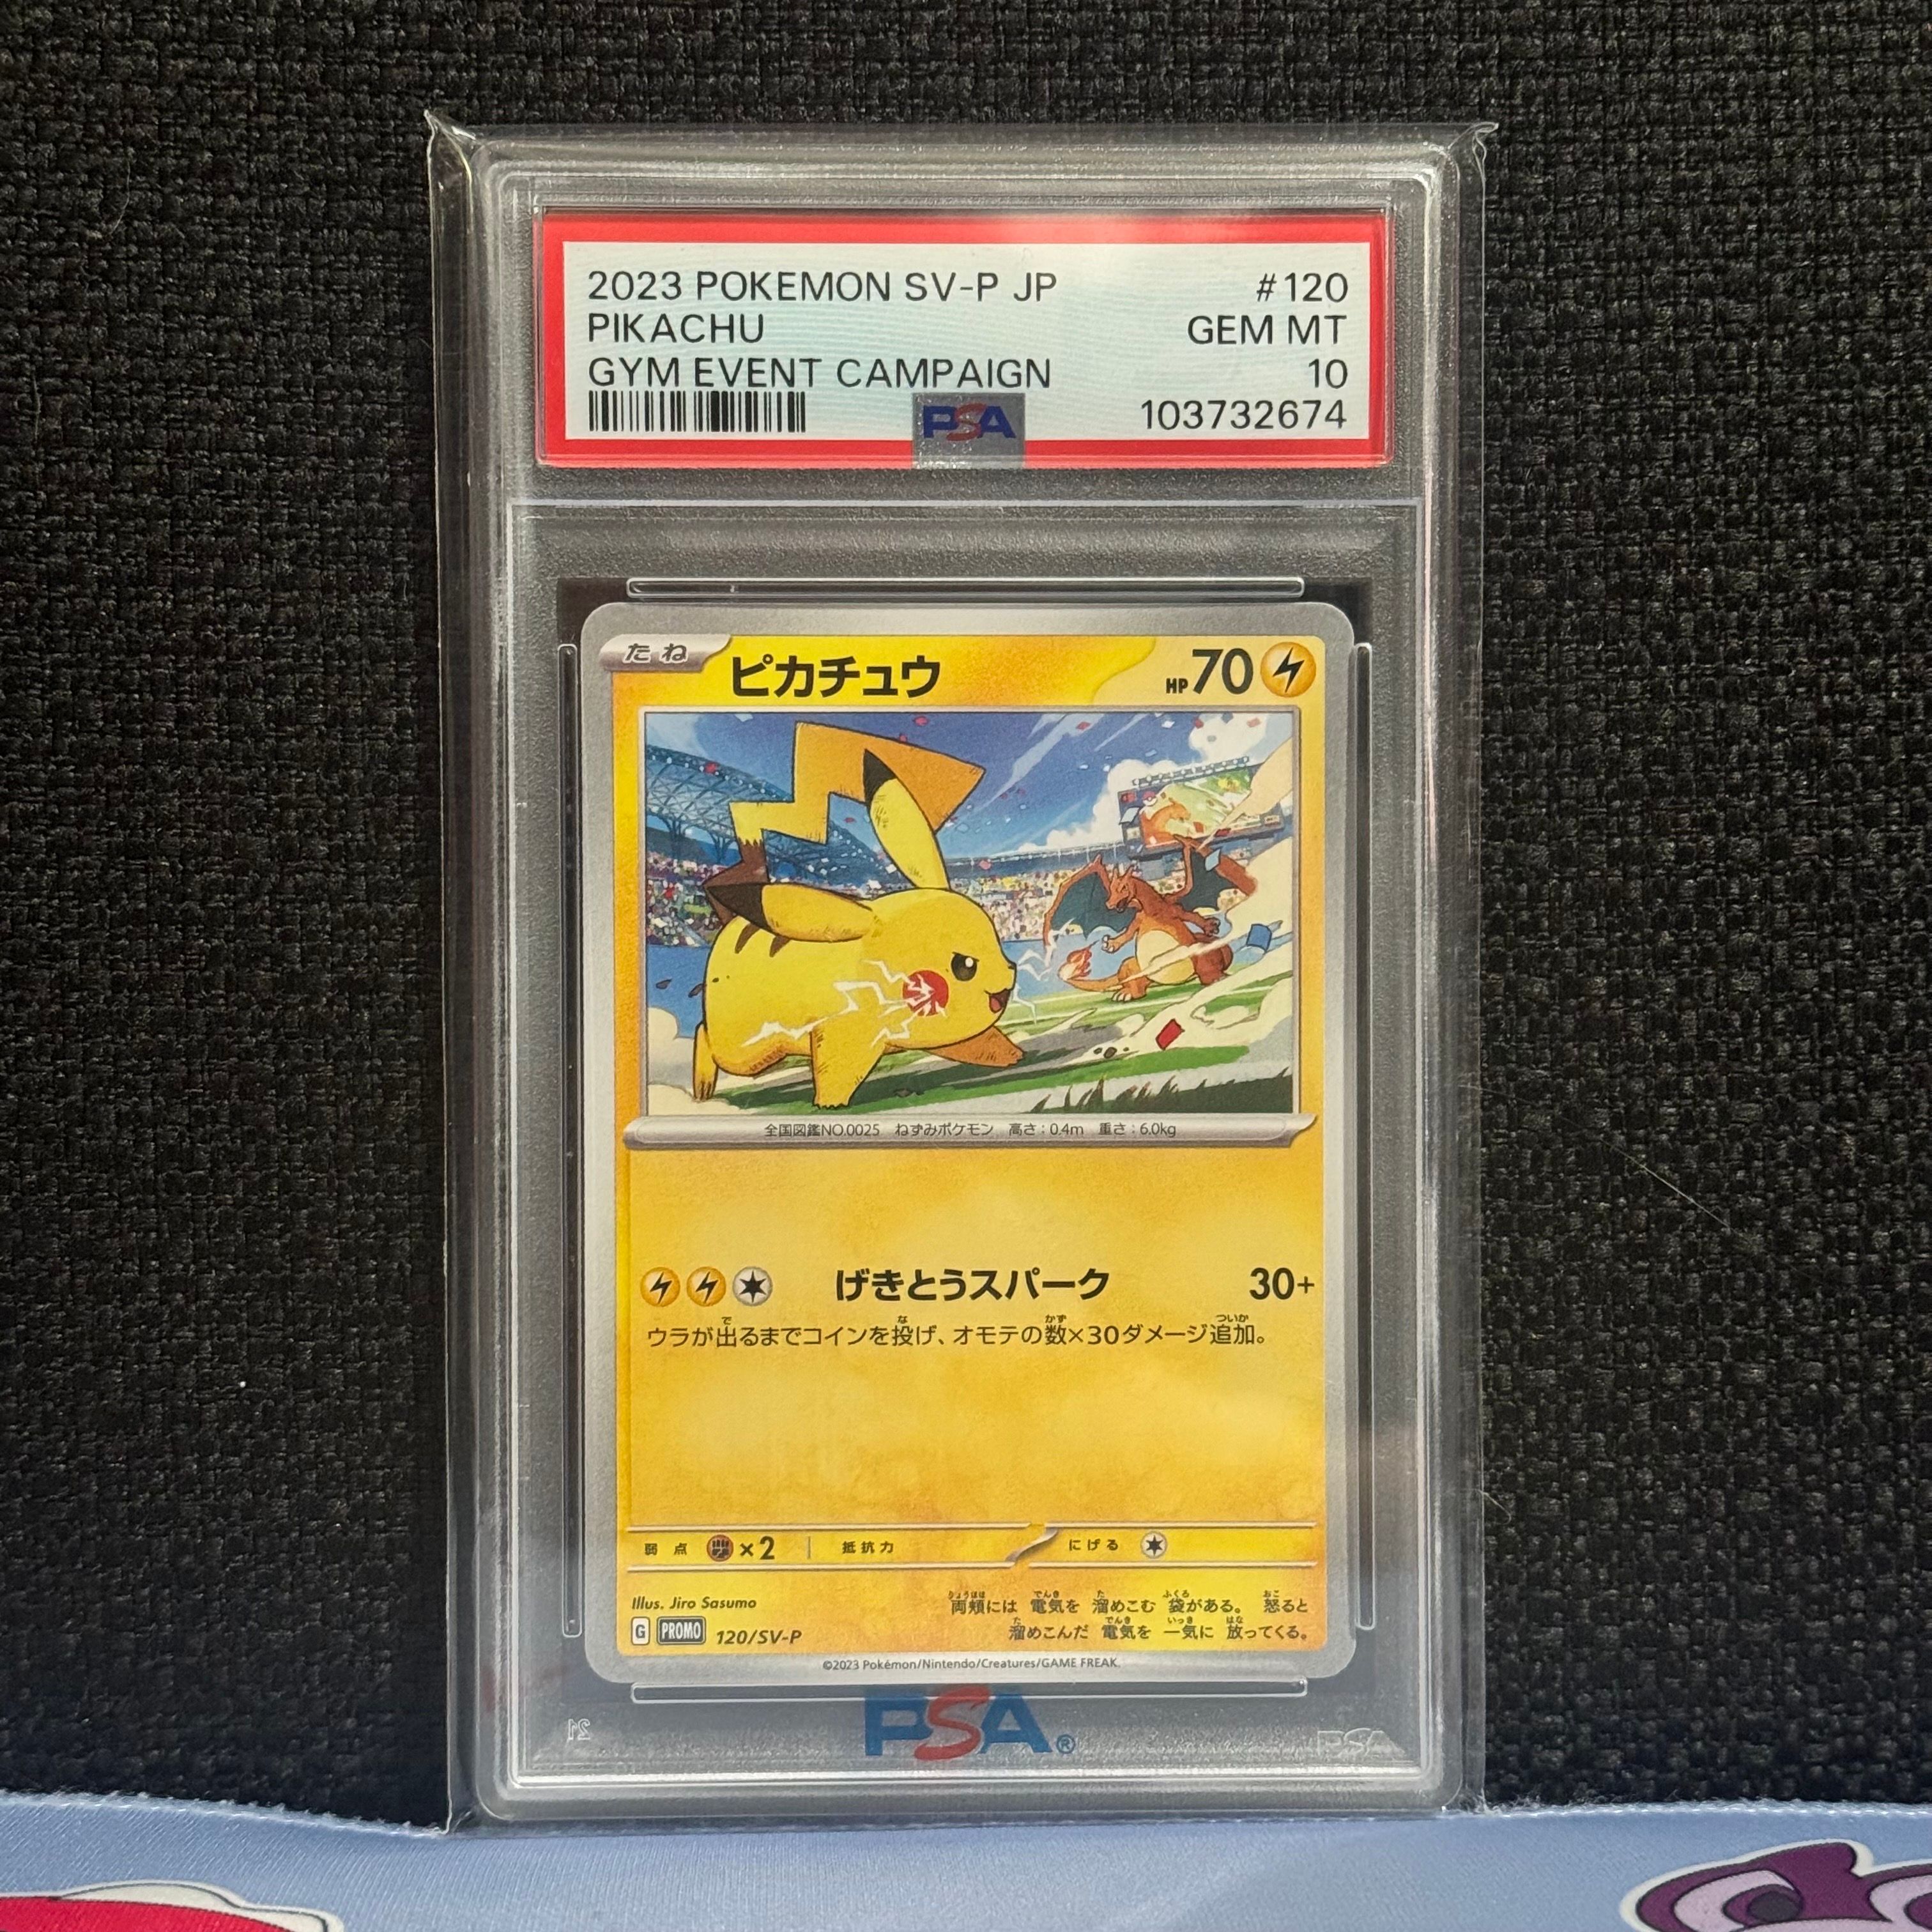 2023 POKEMON SV-P JP #120
PIKACHU GEM MT
GYM EVENT CAMPAIGN 10
PSA 103732674
たね ピカチュウ HP 70
全国図鑑NO.0025 ねずみポケモン 高さ:0.4m 重さ:6.0kg
げきとうスパーク 30+
ウラが出るまでコインを投げ、オモテの数×30ダメージ追加。
弱点 ×2 抵抗力 にげる
Illus. Jiro Sasumo
両頬には 電気を 溜めこむ 袋がある。 怒ると
溜めこんだ 電気を 一気に 放ってくる。
G PROMO 120/SV-P
©2023 Pokémon/Nintendo/Creatures/GAME FREAK.
PSA®
21 PSA